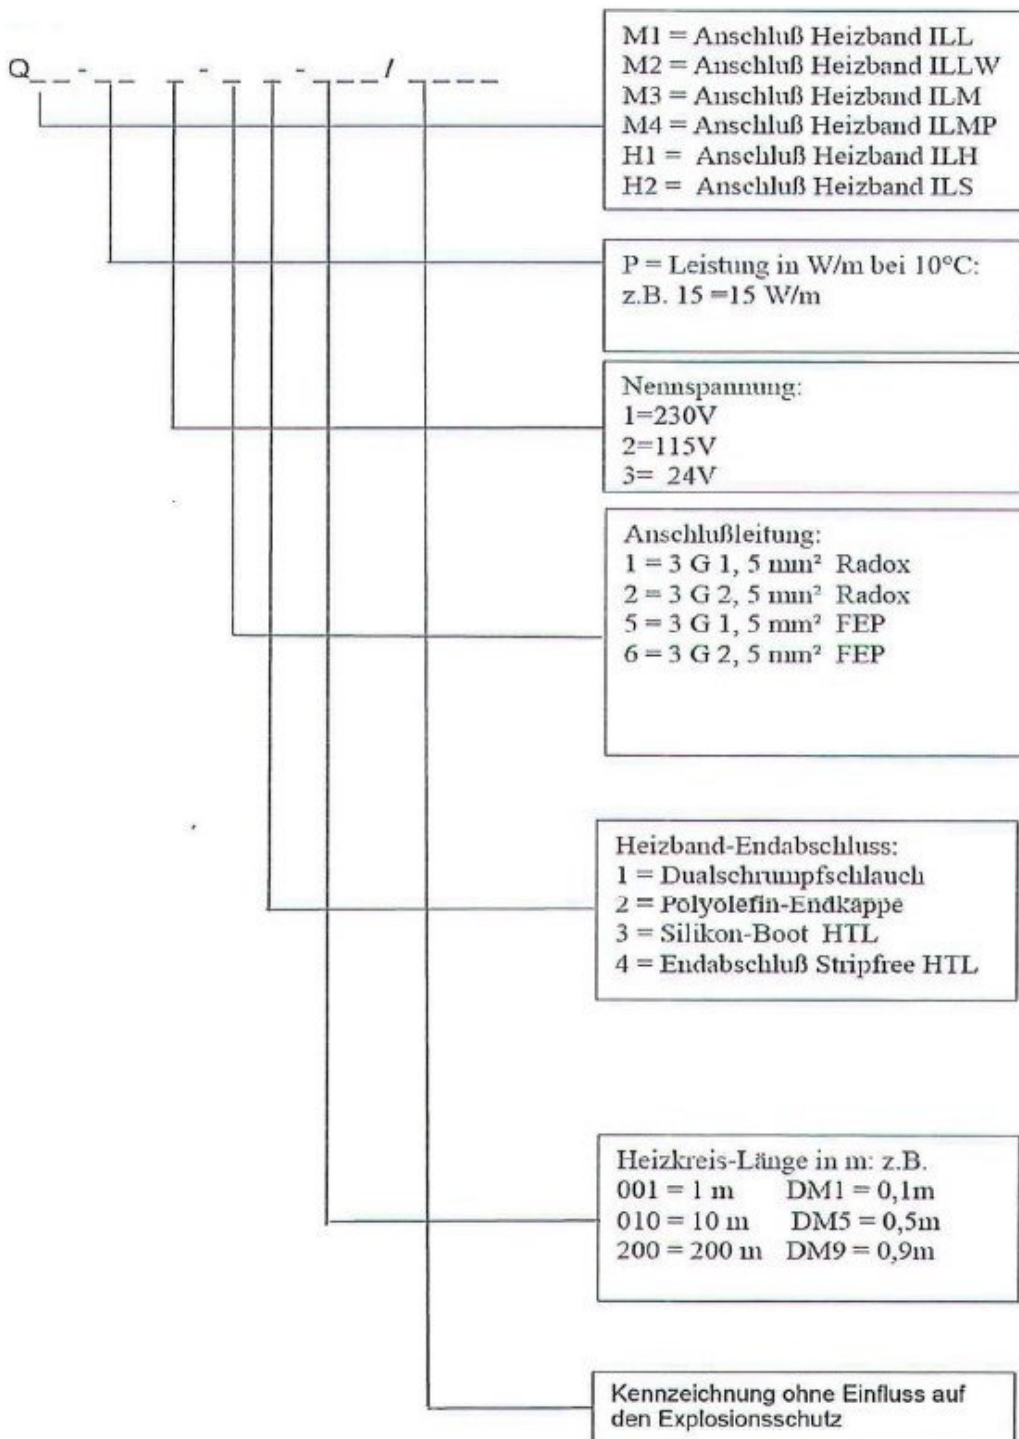 Q__-__ _-_ _-___/____
M1 = Anschluß Heizband ILL
M2 = Anschluß Heizband ILLW
M3 = Anschluß Heizband ILM
M4 = Anschluß Heizband ILMP
H1 = Anschluß Heizband ILH
H2 = Anschluß Heizband ILS
P = Leistung in W/m bei 10°C:
z.B. 15 =15 W/m
Nennspannung:
1=230V
2=115V
3= 24V
Anschlußleitung:
1 = 3 G 1, 5 mm² Radox
2 = 3 G 2, 5 mm² Radox
5 = 3 G 1, 5 mm² FEP
6 = 3 G 2, 5 mm² FEP
Heizband-Endabschluss:
1 = Dualschrumpfschlauch
2 = Polyolefin-Endkappe
3 = Silikon-Boot HTL
4 = Endabschluß Stripfree HTL
Heizkreis-Länge in m: z.B.
001 = 1 m DM1 = 0,1m
010 = 10 m DM5 = 0,5m
200 = 200 m DM9 = 0,9m
Kennzeichnung ohne Einfluss auf
den Explosionsschutz